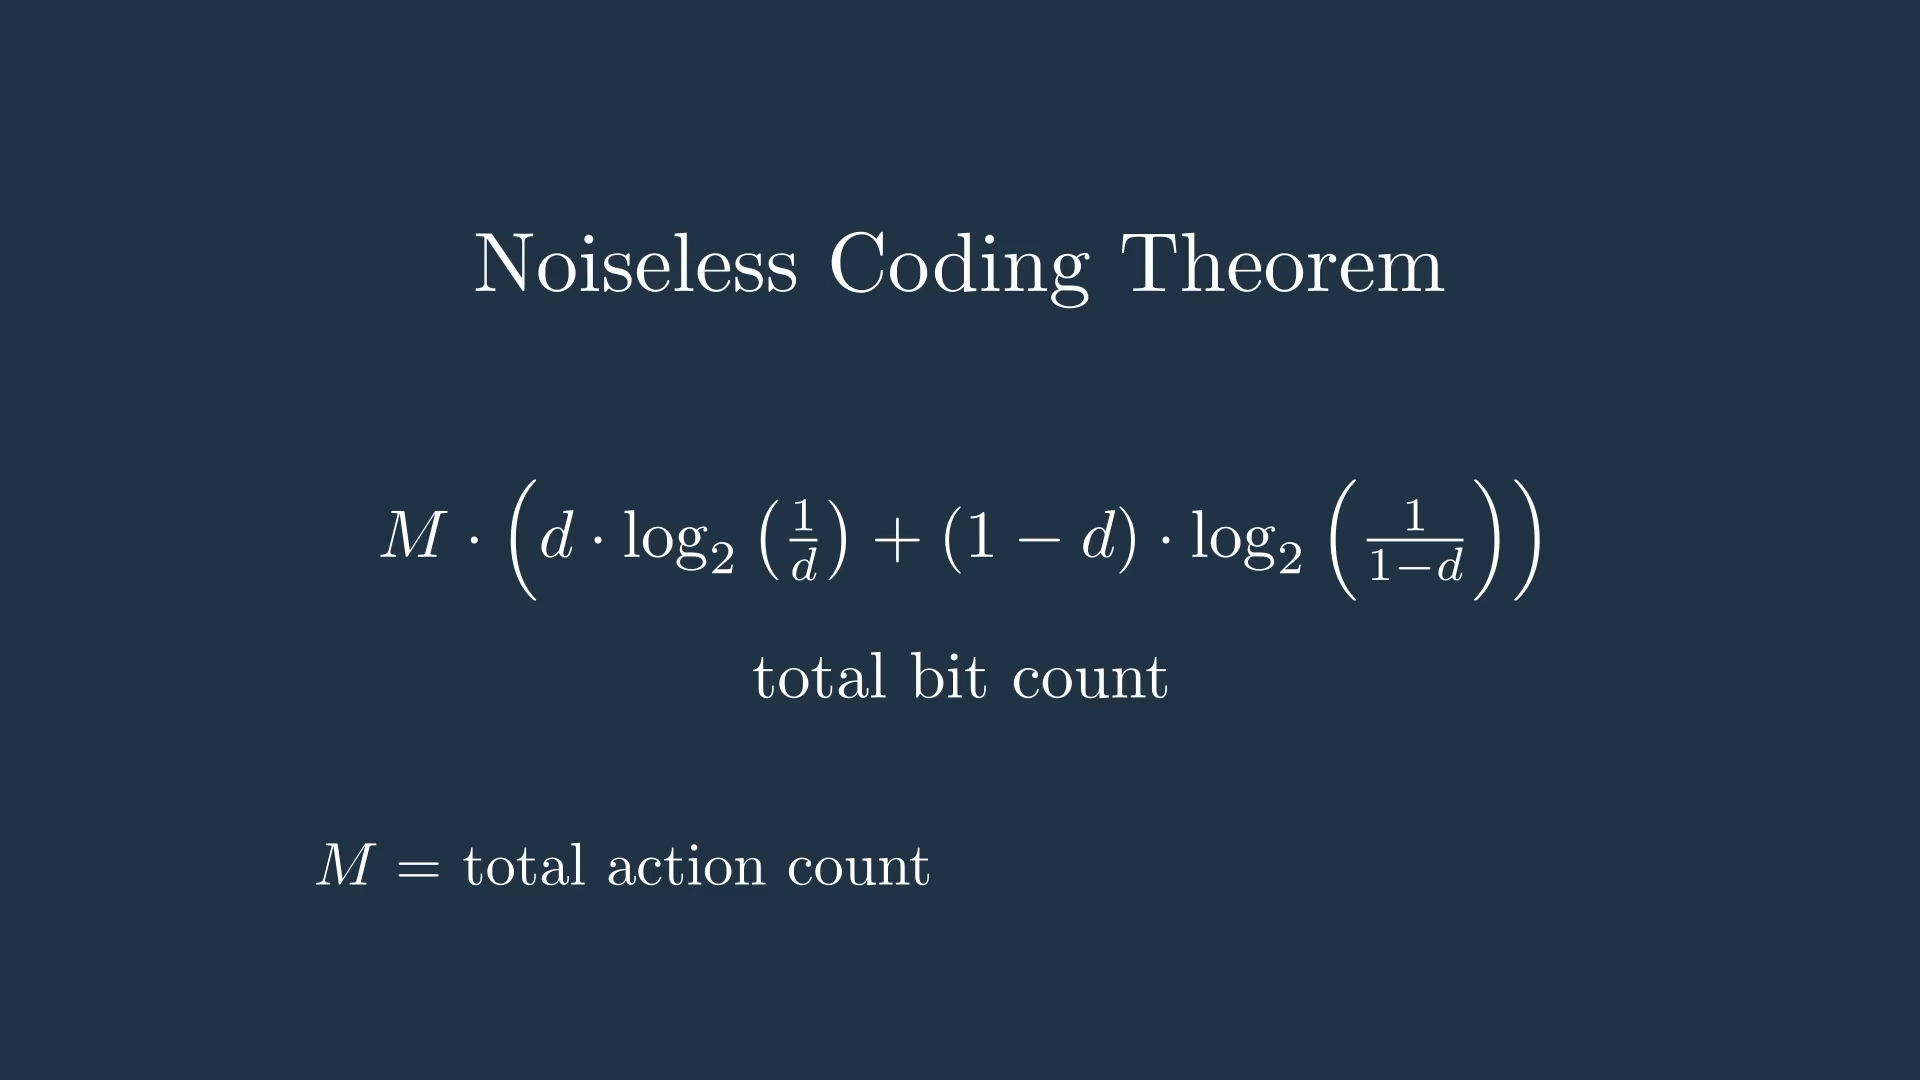 Noiseless Coding Theorem
M · (d · log₂ (1/d) + (1 − d) · log₂ (1/(1−d)))
total bit count
M = total action count